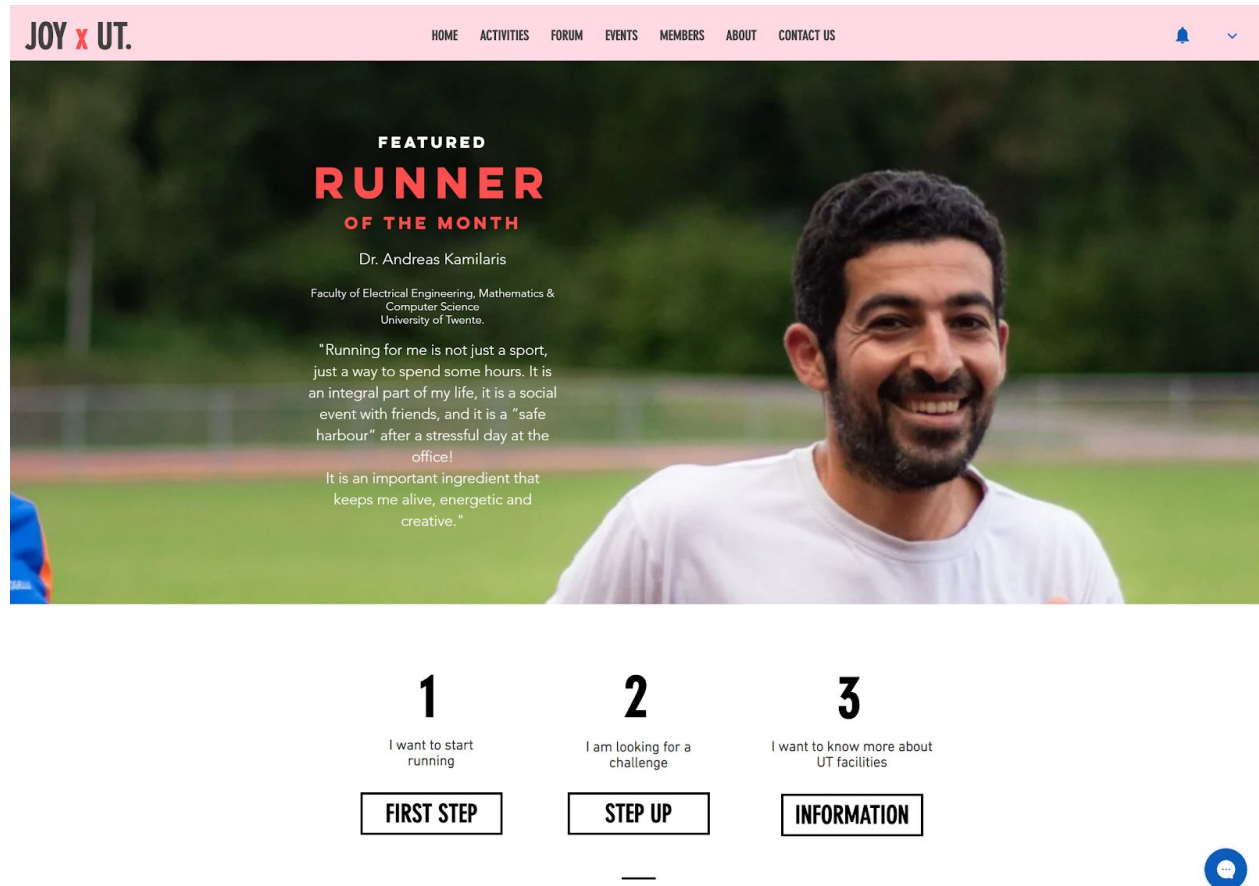 JOY x UT.
HOME ACTIVITIES FORUM EVENTS MEMBERS ABOUT CONTACT US
FEATURED
RUNNER
OF THE MONTH
Dr. Andreas Kamilaris
Faculty of Electrical Engineering, Mathematics &
Computer Science
University of Twente.
"Running for me is not just a sport,
just a way to spend some hours. It is
an integral part of my life, it is a social
event with friends, and it is a “safe
harbour” after a stressful day at the
office!
It is an important ingredient that
keeps me alive, energetic and
creative."
1
I want to start
running
FIRST STEP
2
I am looking for a
challenge
STEP UP
3
I want to know more about
UT facilities
INFORMATION